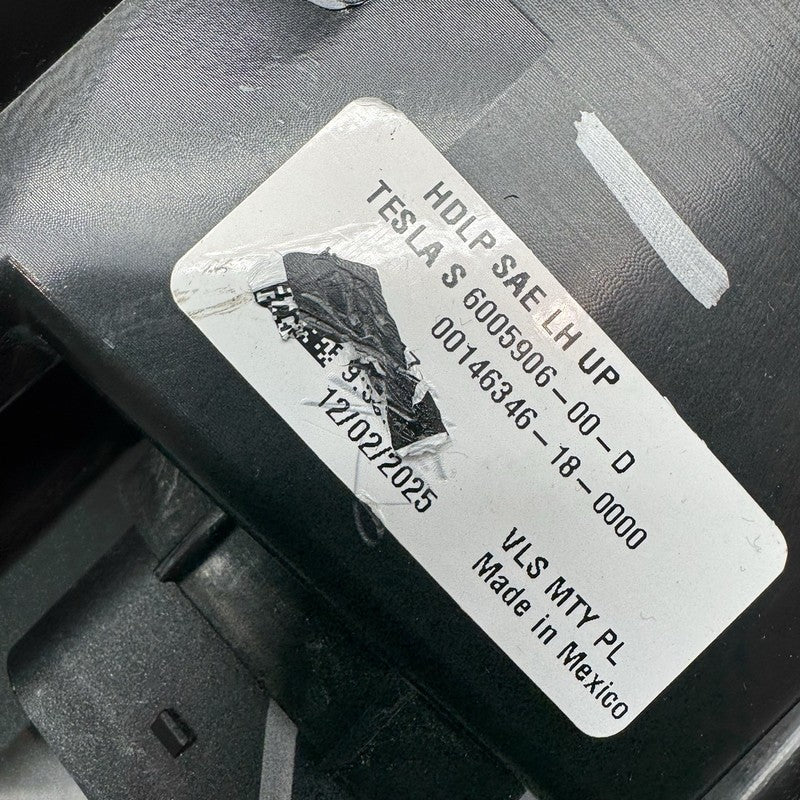 HDLP SAE LH UP
TESLA S 6005906-00-D
00146346-18-0000
12/02/2025
VLS MTY PL
Made in Mexico